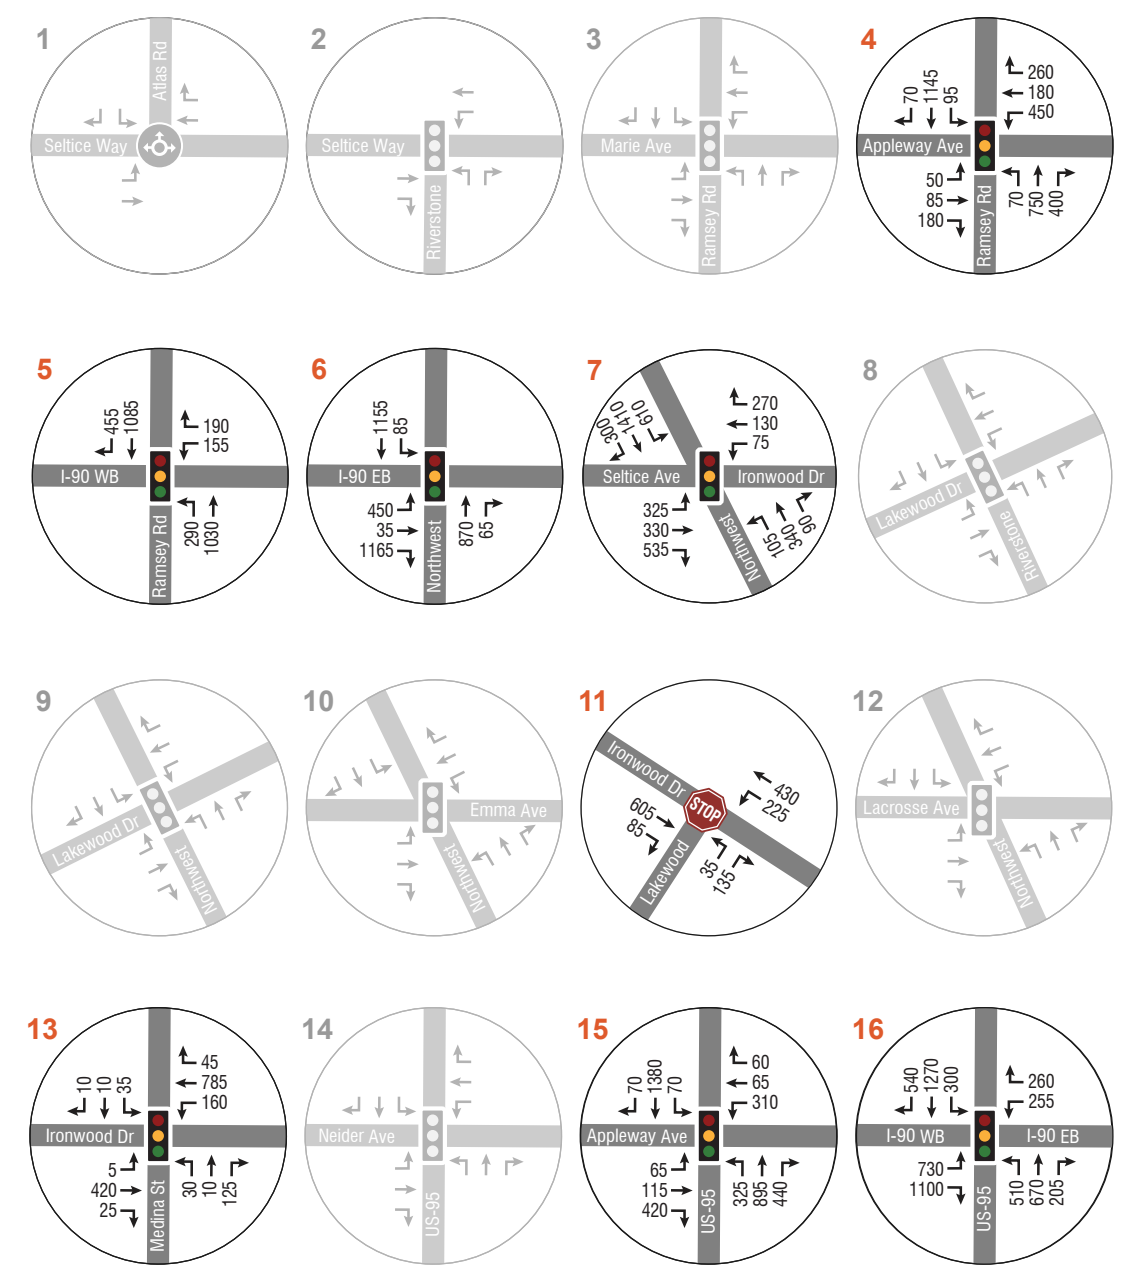 1
Atlas Rd
Seltice Way
2
Seltice Way
Riverstone
3
Marie Ave
Ramsey Rd
4
70
1145
95
260
180
450
Appleway Ave
50
85
180
Ramsey Rd
70
750
400
5
455
1085
190
155
I-90 WB
Ramsey Rd
290
1030
6
1155
85
I-90 EB
450
35
1165
Northwest
870
65
7
300
1410
610
270
130
75
Seltice Ave
Ironwood Dr
325
330
535
Northwest
105
340
90
8
Lakewood Dr
Riverstone
9
Lakewood Dr
Northwest
10
Emma Ave
Northwest
11
Ironwood Dr
STOP
430
225
605
85
Lakewood
35
135
12
Lacrosse Ave
Northwest
13
10
10
35
45
785
160
Ironwood Dr
5
420
25
Medina St
30
10
125
14
Neider Ave
US-95
15
70
1380
70
60
65
310
Appleway Ave
65
115
420
US-95
325
895
440
16
540
1270
300
260
255
I-90 WB
I-90 EB
730
1100
US-95
510
670
205